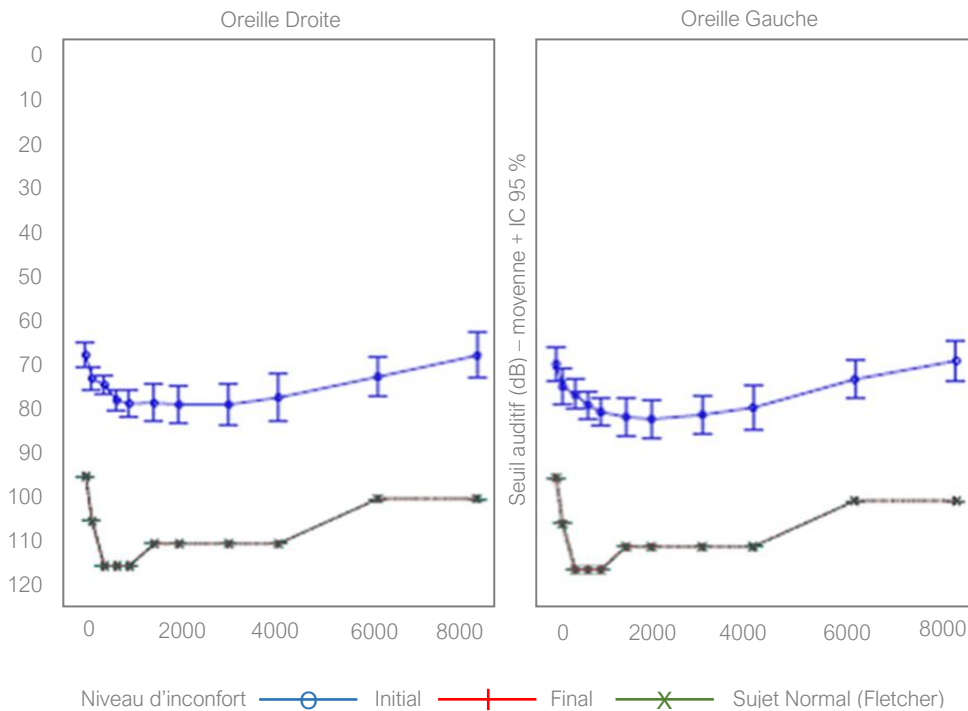 Oreille Droite
Oreille Gauche
0
10
20
30
40
50
60
70
80
90
100
110
120
Seuil auditif (dB) – moyenne + IC 95 %
0 2000 4000 6000 8000
0 2000 4000 6000 8000
Niveau d'inconfort Initial Final Sujet Normal (Fletcher)